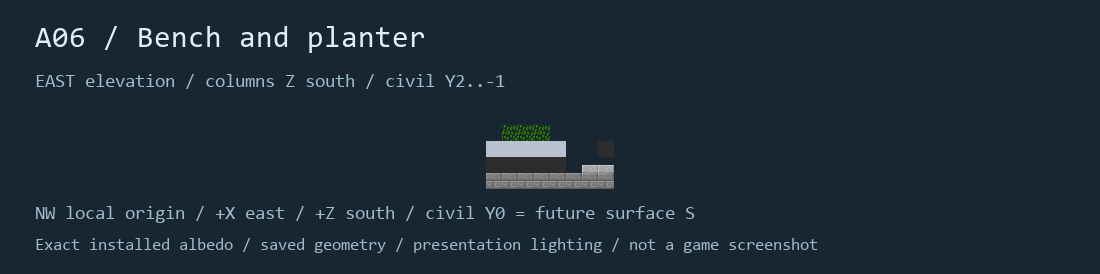 A06 / Bench and planter
EAST elevation / columns Z south / civil Y2..-1
NW local origin / +X east / +Z south / civil Y0 = future surface S
Exact installed albedo / saved geometry / presentation lighting / not a game screenshot